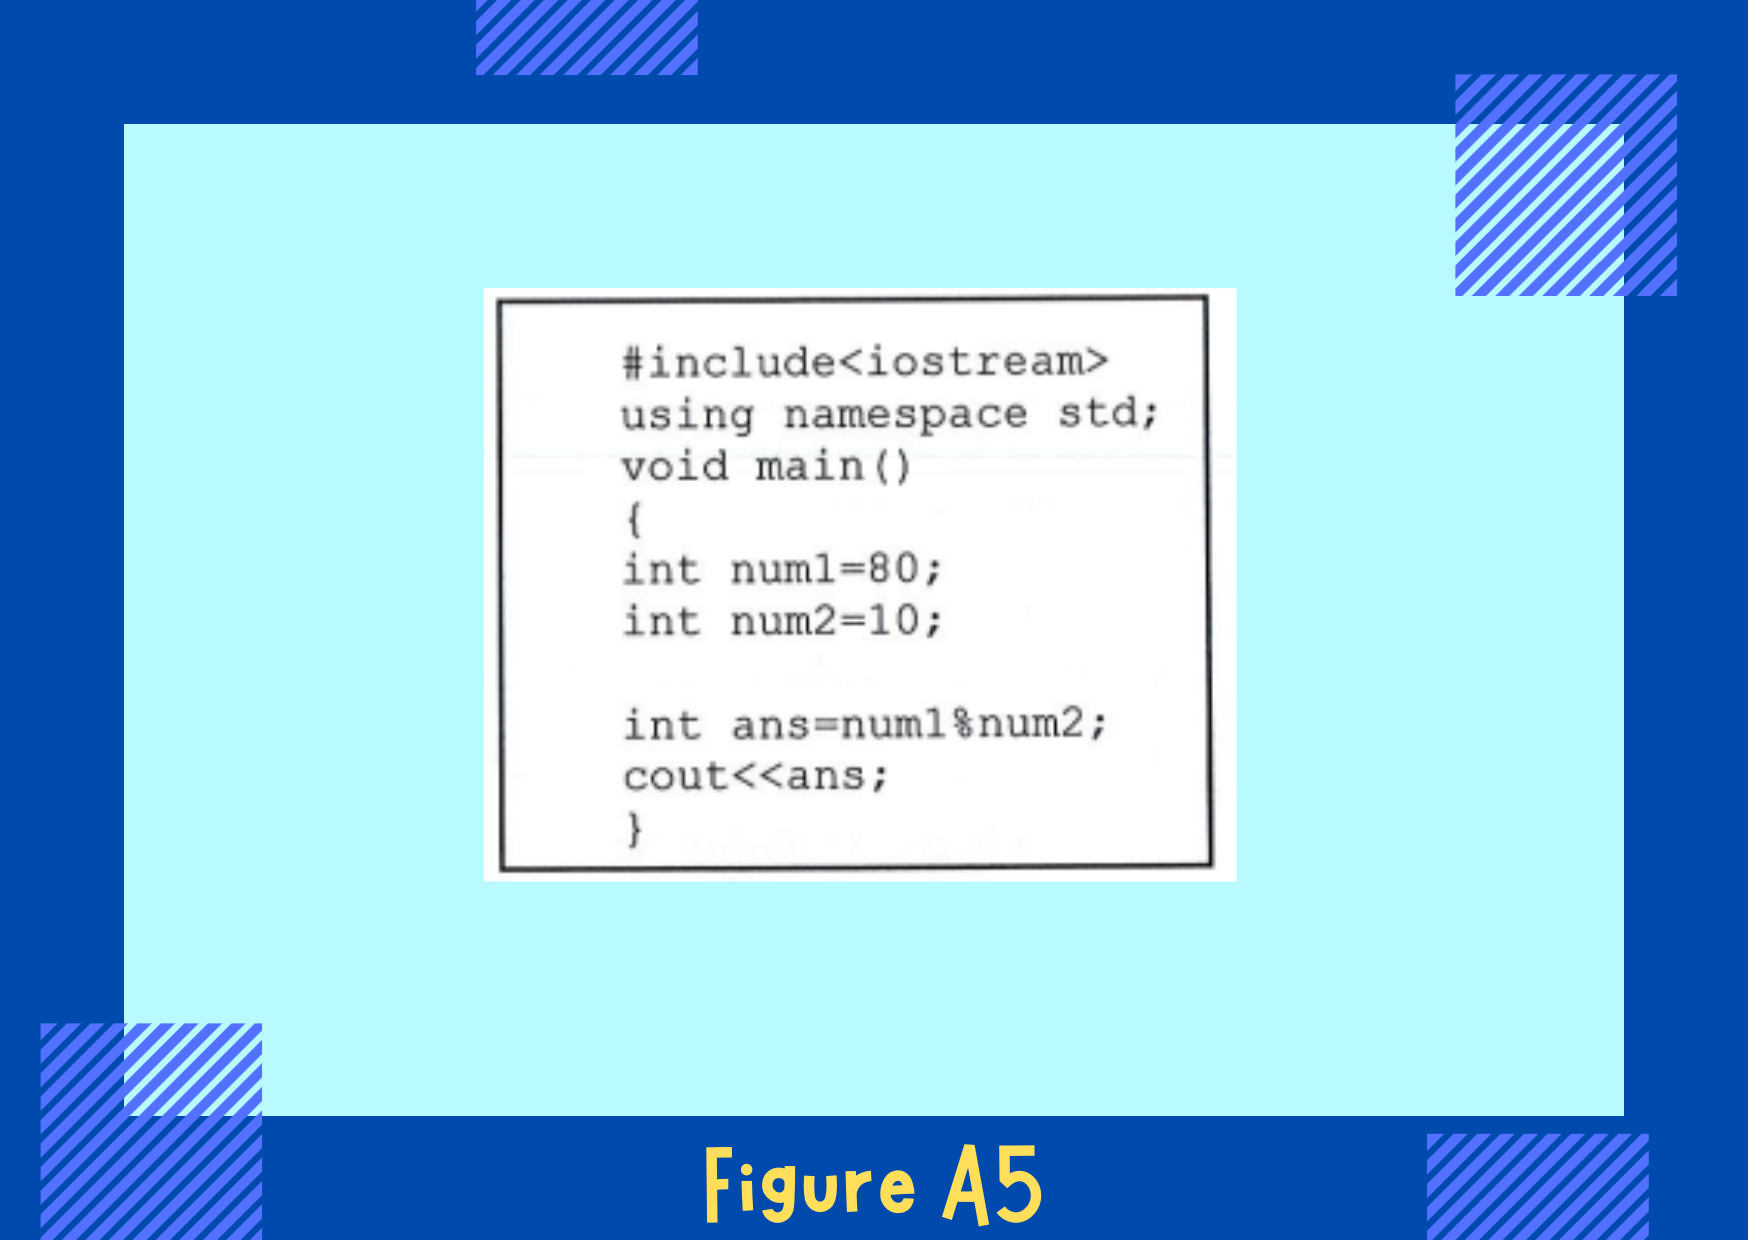 #include<iostream>
using namespace std;
void main()
{
int num1=80;
int num2=10;
int ans=num1%num2;
cout<<ans;
}
Figure A5